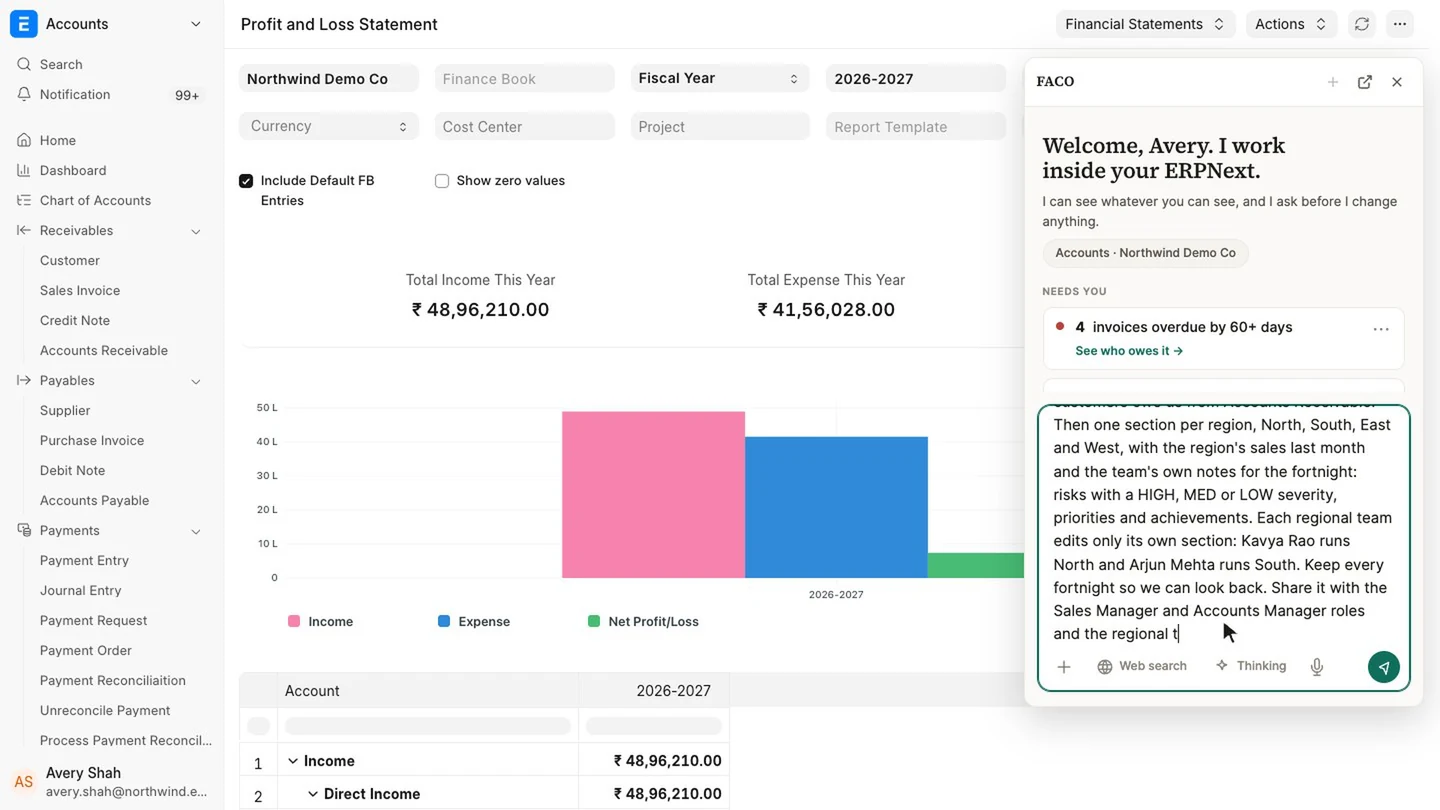 Accounts
Search
Notification 99+
Home
Dashboard
Chart of Accounts
Receivables
Customer
Sales Invoice
Credit Note
Accounts Receivable
Payables
Supplier
Purchase Invoice
Debit Note
Accounts Payable
Payments
Payment Entry
Journal Entry
Payment Request
Payment Order
Payment Reconciliaition
Unreconcile Payment
Process Payment Reconcil...
AS
Avery Shah
avery.shah@northwind.e...
Profit and Loss Statement
Financial Statements
Actions
Northwind Demo Co
Finance Book
Fiscal Year
2026-2027
Currency
Cost Center
Project
Report Template
Include Default FB
Entries
Show zero values
Total Income This Year
₹ 48,96,210.00
Total Expense This Year
₹ 41,56,028.00
50 L
40 L
30 L
20 L
10 L
0
2026-2027
Income
Expense
Net Profit/Loss
Account 2026-2027
1 Income ₹ 48,96,210.00
2 Direct Income ₹ 48,96,210.00
FACO
Welcome, Avery. I work
inside your ERPNext.
I can see whatever you can see, and I ask before I change
anything.
Accounts · Northwind Demo Co
NEEDS YOU
4 invoices overdue by 60+ days
See who owes it →
Then one section per region, North, South, East
and West, with the region's sales last month
and the team's own notes for the fortnight:
risks with a HIGH, MED or LOW severity,
priorities and achievements. Each regional team
edits only its own section: Kavya Rao runs
North and Arjun Mehta runs South. Keep every
fortnight so we can look back. Share it with the
Sales Manager and Accounts Manager roles
and the regional t
Web search
Thinking